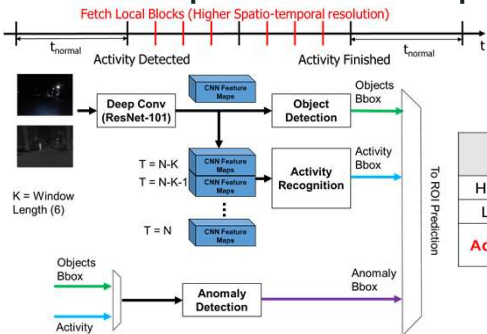 Fetch Local Blocks (Higher Spatio-temporal resolution)
t_normal
t_normal
t
Activity Detected
Activity Finished
CNN Feature
Maps
Objects
Bbox
Deep Conv
(ResNet-101)
Object
Detection
Activity
Bbox
T = N-K
CNN Feature
Maps
T = N-K-1
CNN Feature
Maps
Activity
Recognition
K = Window
Length (6)
T = N
CNN Feature
Maps
To ROI Prediction
H
L
Ac
Objects
Bbox
Anomaly
Bbox
Activity
Anomaly
Detection